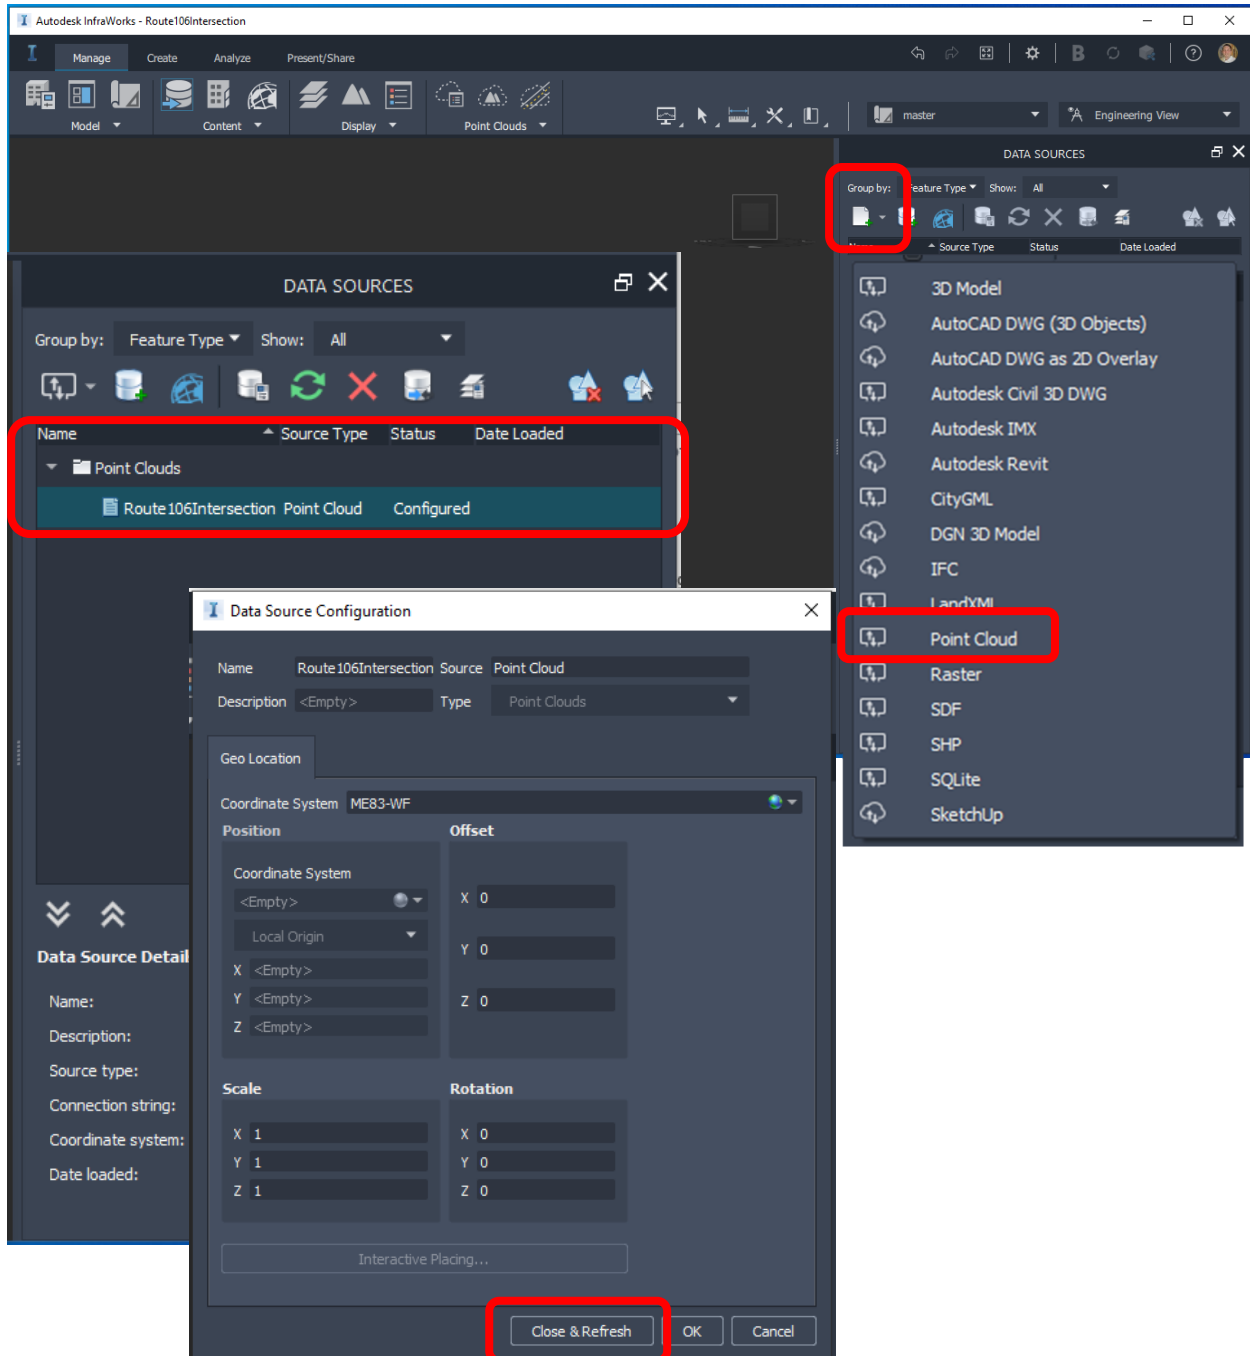 Autodesk InfraWorks - Route106Intersection
Manage Create Analyze Present/Share
Model Content Display Point Clouds
master Engineering View
DATA SOURCES
Group by: Feature Type Show: All
Name Source Type Status Date Loaded
3D Model
AutoCAD DWG (3D Objects)
AutoCAD DWG as 2D Overlay
Autodesk Civil 3D DWG
Autodesk IMX
Autodesk Revit
CityGML
DGN 3D Model
IFC
LandXML
Point Cloud
Raster
SDF
SHP
SQLite
SketchUp
DATA SOURCES
Group by: Feature Type Show: All
Name Source Type Status Date Loaded
Point Clouds
Route106Intersection Point Cloud Configured
Data Source Detail
Name:
Description:
Source type:
Connection string:
Coordinate system:
Date loaded:
Data Source Configuration
Name Route106Intersection Source Point Cloud
Description <Empty> Type Point Clouds
Geo Location
Coordinate System ME83-WF
Position Offset
Coordinate System
<Empty> X 0
Local Origin
Y 0
X <Empty>
Y <Empty> Z 0
Z <Empty>
Scale Rotation
X 1 X 0
Y 1 Y 0
Z 1 Z 0
Interactive Placing...
Close & Refresh OK Cancel